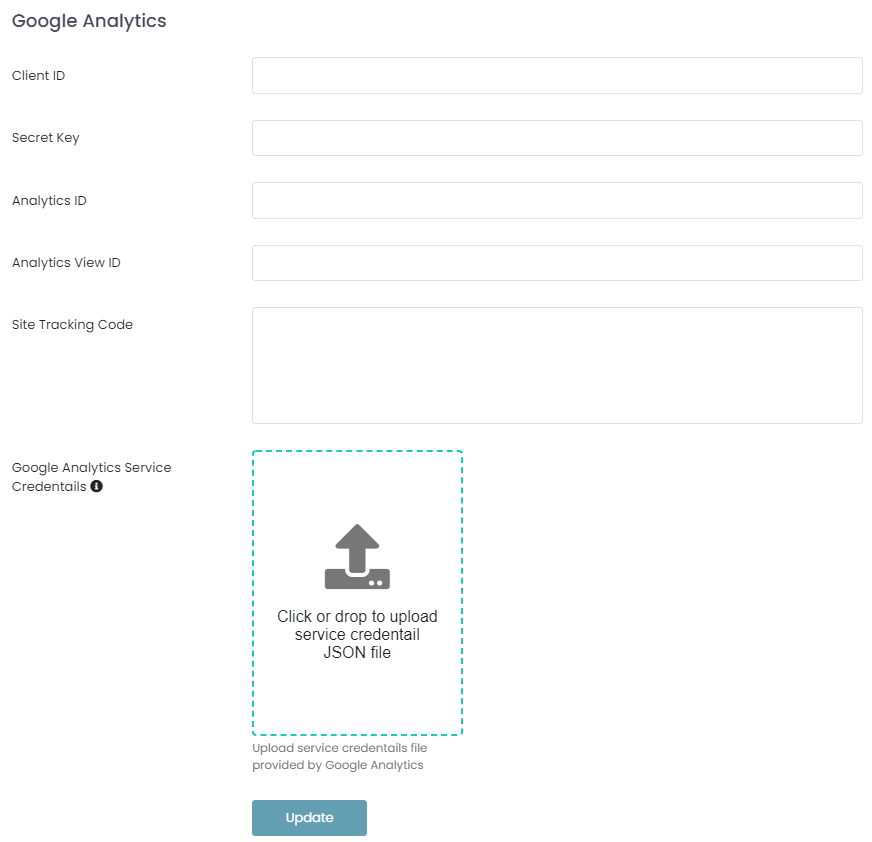 Google Analytics
Client ID
Secret Key
Analytics ID
Analytics View ID
Site Tracking Code
Google Analytics Service
Credentails
Click or drop to upload
service credentail
JSON file
Upload service credentails file
provided by Google Analytics
Update